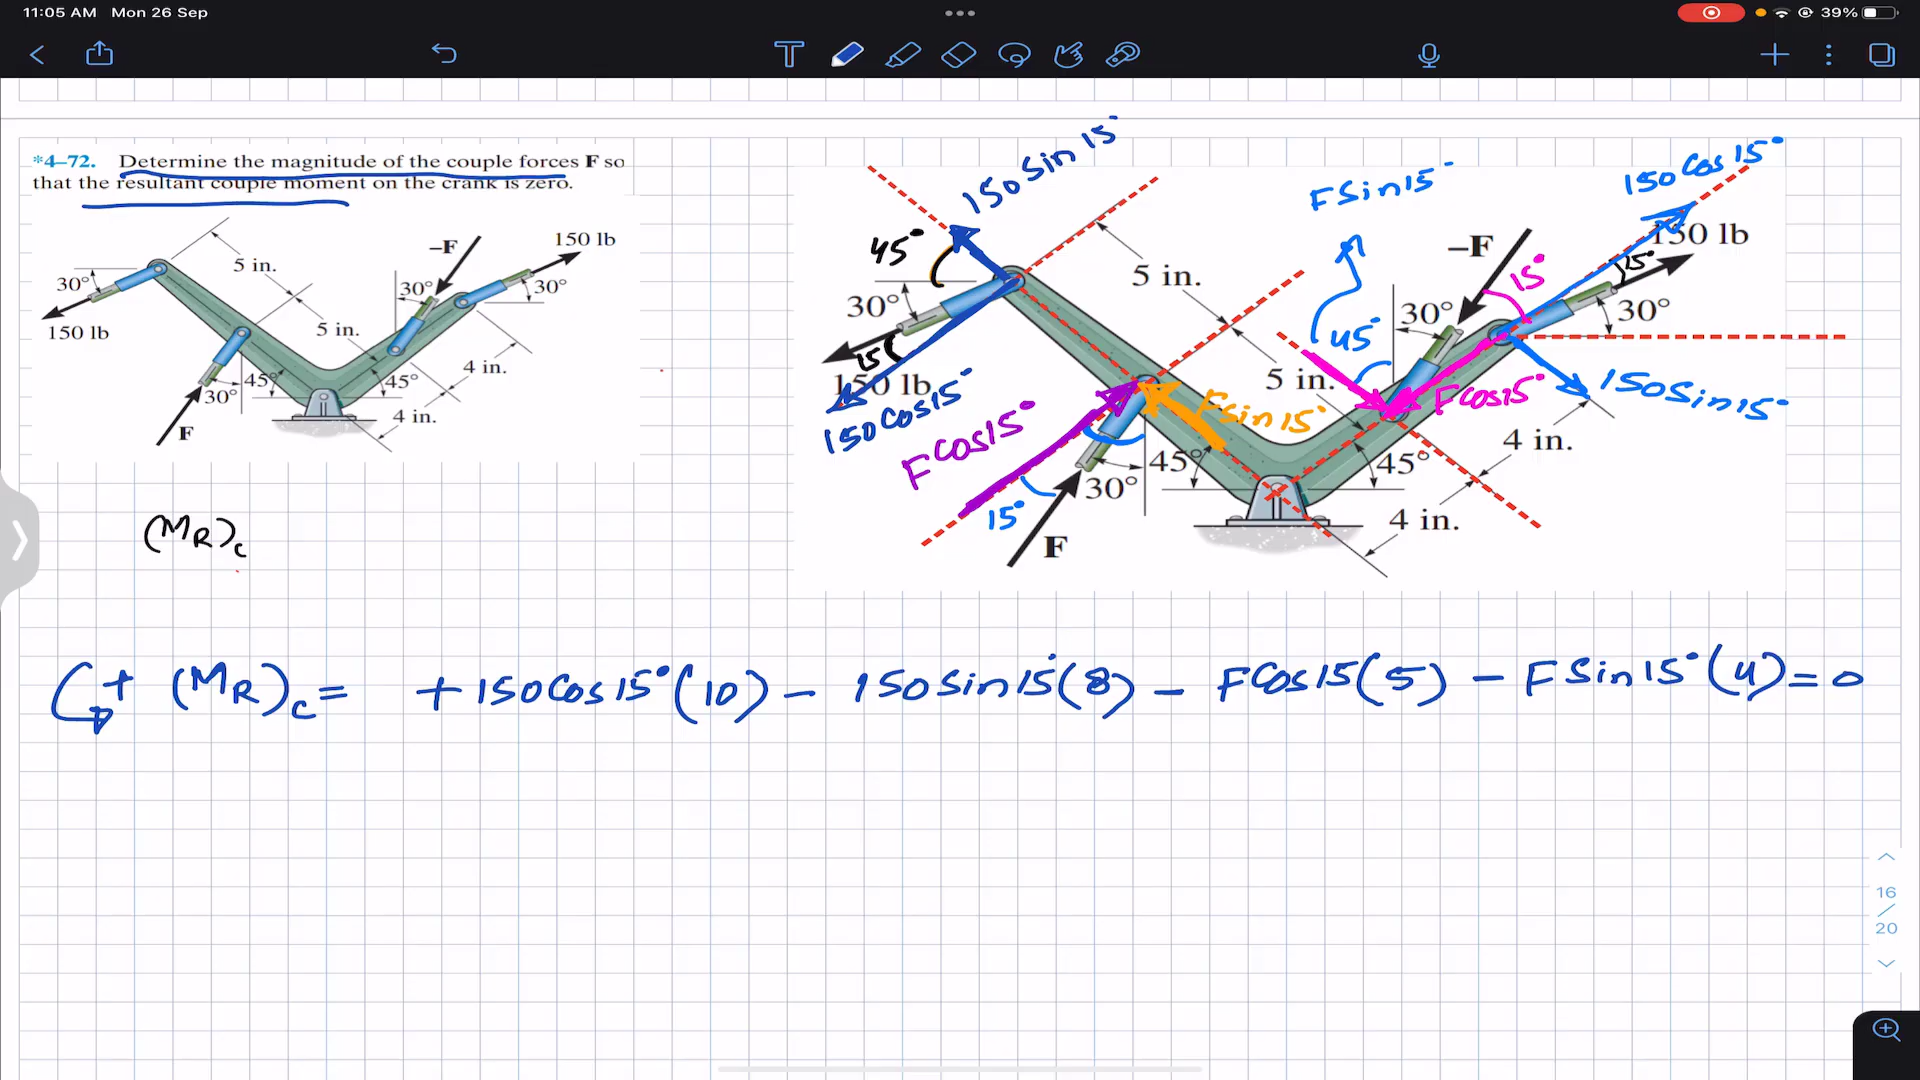 11:05 AM Mon 26 Sep
39%
*4–72. Determine the magnitude of the couple forces F so
that the resultant couple moment on the crank is zero.
–F
150 lb
5 in.
30°
30°
30°
150 lb
5 in.
4 in.
45°
45°
30°
4 in.
F
150 sin 15°
F Sin 15°
150 Cos 15°
45°
–F
150 lb
15°
15°
5 in.
30°
30°
30°
45°
15
150 lb
5 in.
150 Cos 15°
F Cos 15°
F Sin 15°
F Cos 15°
150 Sin 15°
4 in.
45°
45°
30°
15°
4 in.
F
(MR)c
+ (MR)c = + 150 Cos 15° (10) – 150 Sin 15° (8) – F Cos 15 (5) – F Sin 15° (4) = 0
16
20